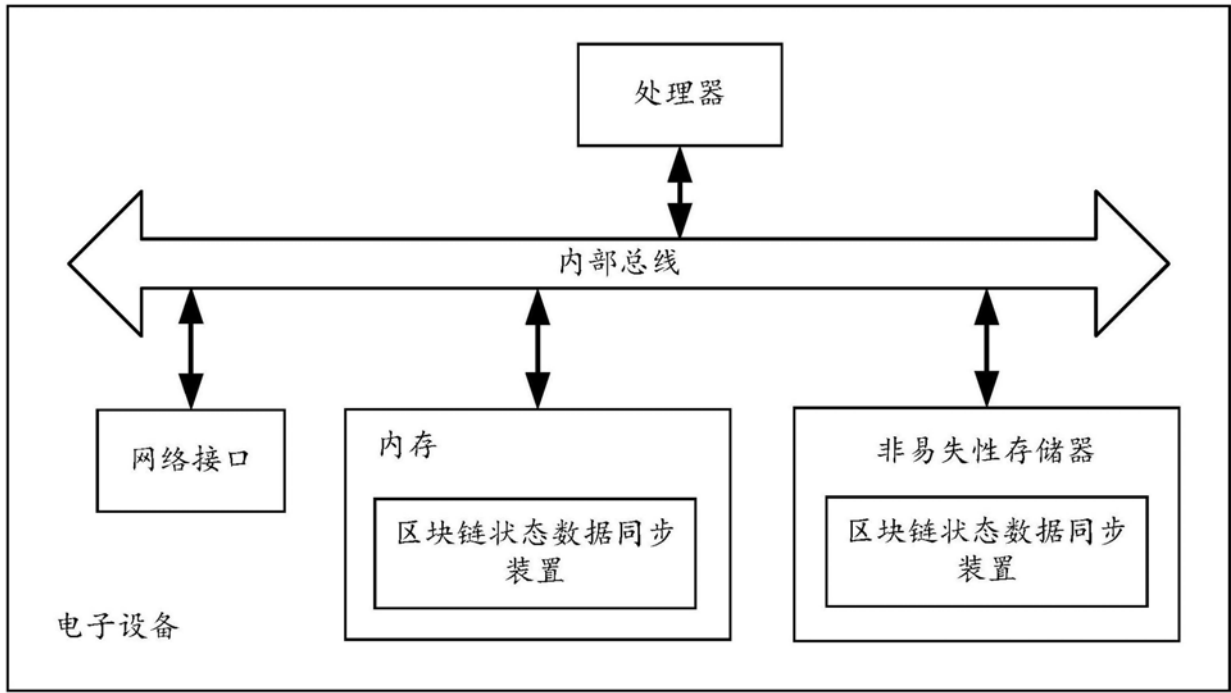 处理器
内部总线
网络接口
内存
区块链状态数据同步
装置
非易失性存储器
区块链状态数据同步
装置
电子设备